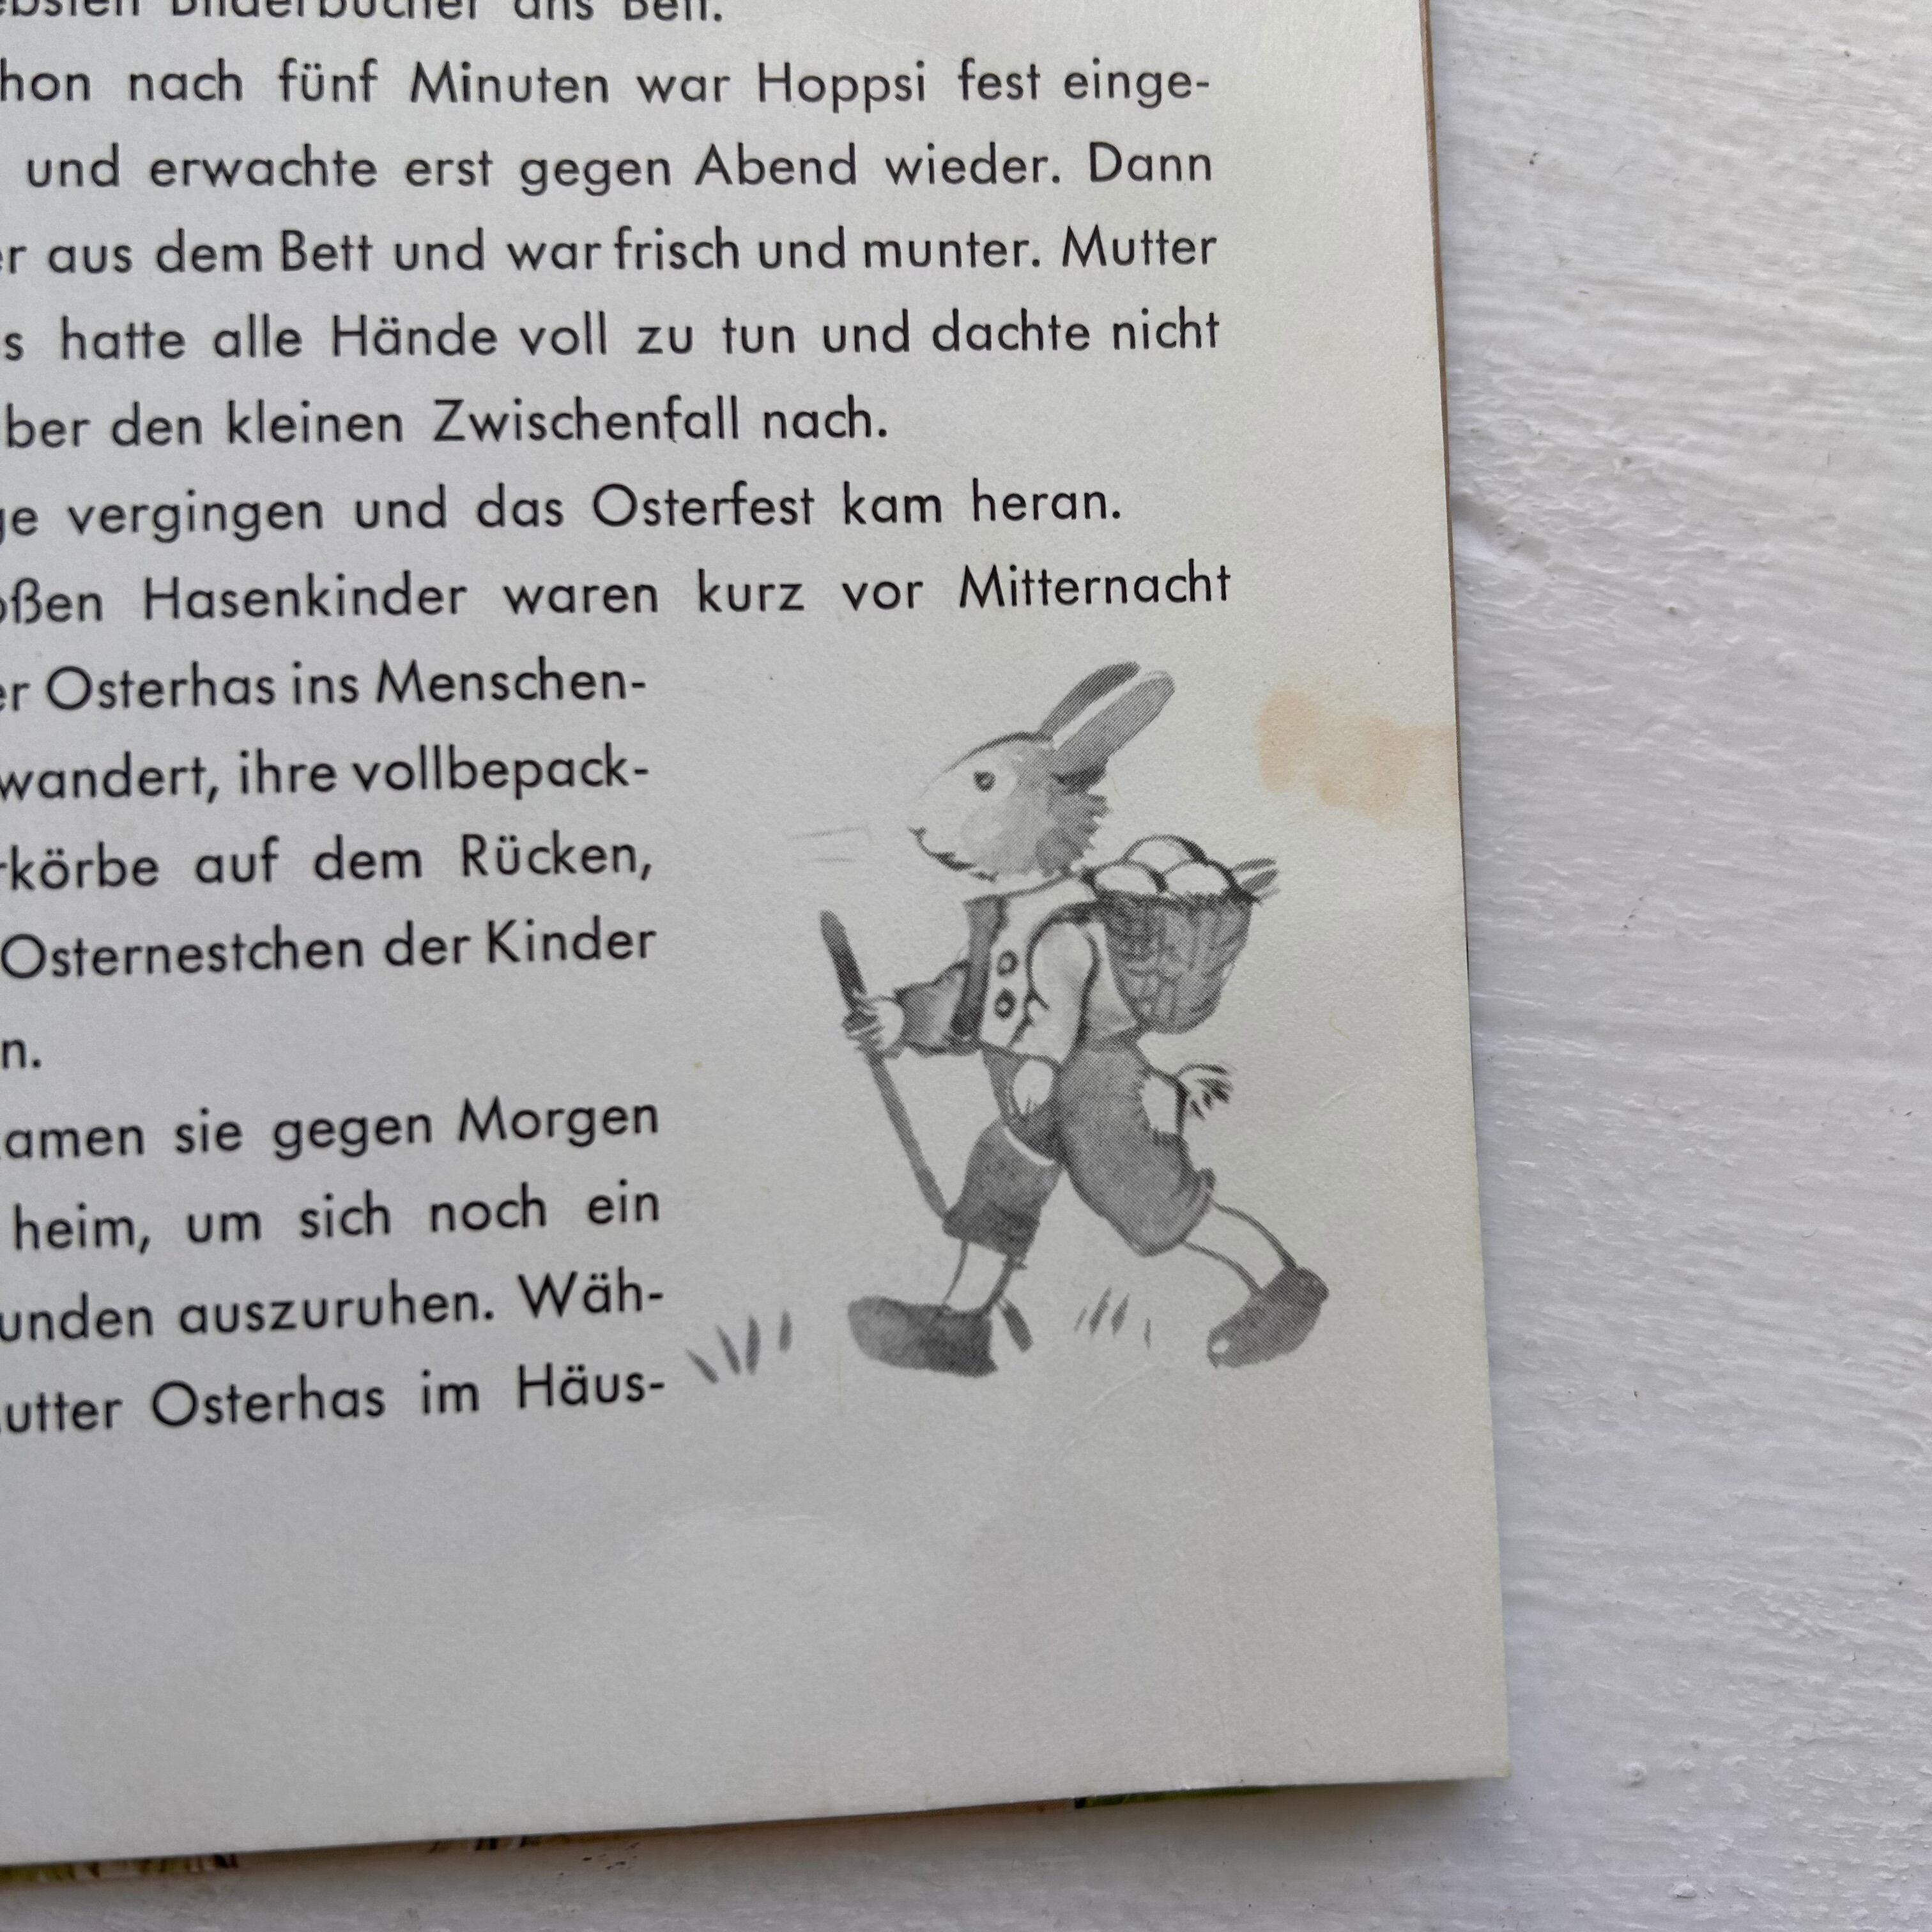 Bilderbücher ans Bett.
nach fünf Minuten war Hoppsi fest einge-
und erwachte erst gegen Abend wieder. Dann
aus dem Bett und war frisch und munter. Mutter
hatte alle Hände voll zu tun und dachte nicht
den kleinen Zwischenfall nach.
vergingen und das Osterfest kam heran.
Hasenkinder waren kurz vor Mitternacht
Osterhas ins Menschen-
wandert, ihre vollbepack-
körbe auf dem Rücken,
Osternestchen der Kinder
n.
amen sie gegen Morgen
heim, um sich noch ein
unden auszuruhen. Wäh-
utter Osterhas im Häus-